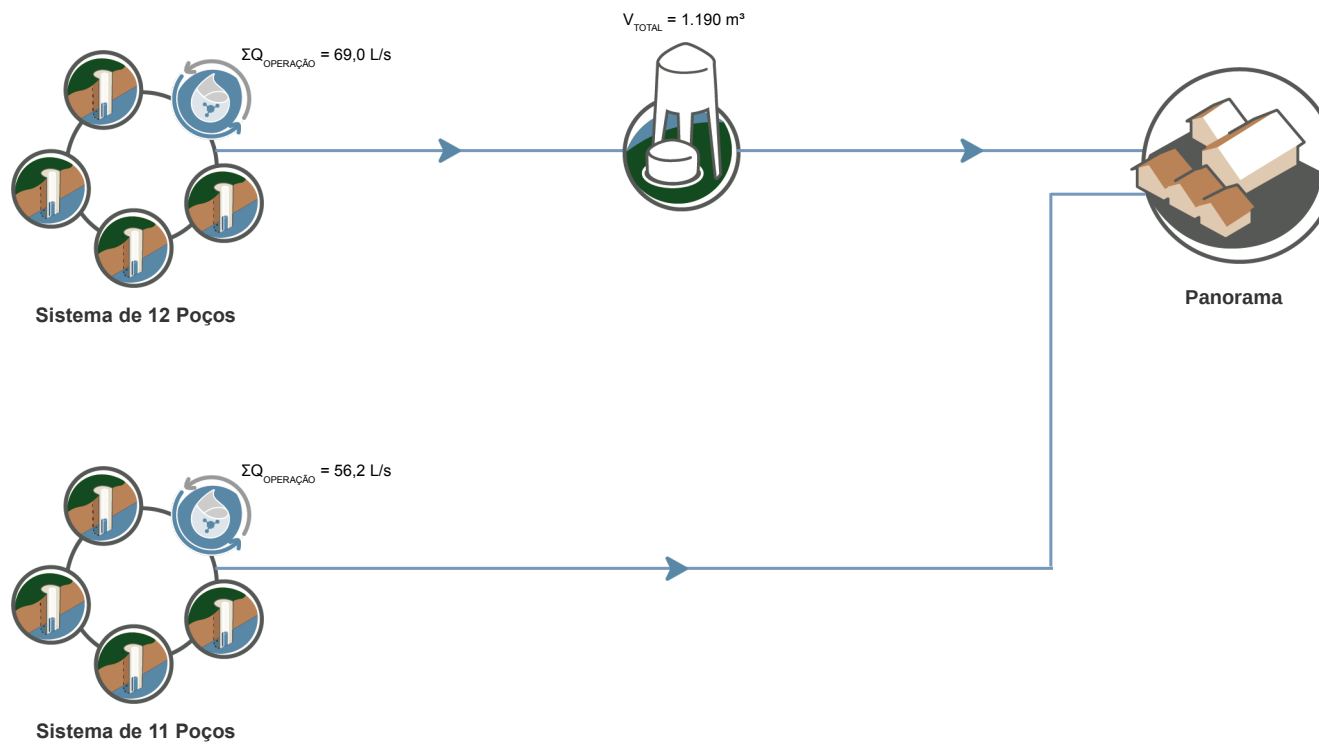 V_TOTAL = 1.190 m³
ΣQ_OPERAÇÃO = 69,0 L/s
Panorama
Sistema de 12 Poços
ΣQ_OPERAÇÃO = 56,2 L/s
Sistema de 11 Poços